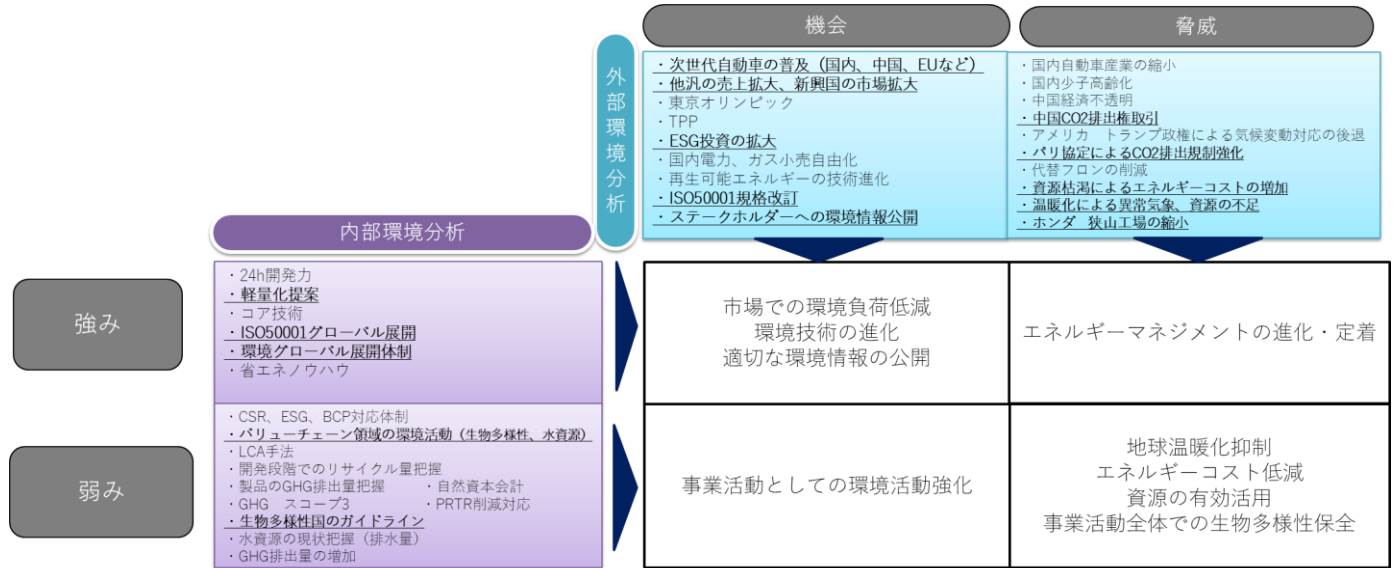 機会
脅威
外部環境分析
・次世代自動車の普及（国内、中国、EUなど）
・他汎の売上拡大、新興国の市場拡大
・東京オリンピック
・TPP
・ESG投資の拡大
・国内電力、ガス小売自由化
・再生可能エネルギーの技術進化
・ISO50001規格改訂
・ステークホルダーへの環境情報公開
・国内自動車産業の縮小
・国内少子高齢化
・中国経済不透明
・中国CO2排出権取引
・アメリカ　トランプ政権による気候変動対応の後退
・パリ協定によるCO2排出規制強化
・代替フロンの削減
・資源枯渇によるエネルギーコストの増加
・温暖化による異常気象、資源の不足
・ホンダ　狭山工場の縮小
内部環境分析
強み
・24h開発力
・軽量化提案
・コア技術
・ISO50001グローバル展開
・環境グローバル展開体制
・省エネノウハウ
市場での環境負荷低減
環境技術の進化
適切な環境情報の公開
エネルギーマネジメントの進化・定着
弱み
・CSR、ESG、BCP対応体制
・バリューチェーン領域の環境活動（生物多様性、水資源）
・LCA手法
・開発段階でのリサイクル量把握
・製品のGHG排出量把握　　・自然資本会計
・GHG　スコープ3　　・PRTR削減対応
・生物多様性国のガイドライン
・水資源の現状把握（排水量）
・GHG排出量の増加
事業活動としての環境活動強化
地球温暖化抑制
エネルギーコスト低減
資源の有効活用
事業活動全体での生物多様性保全